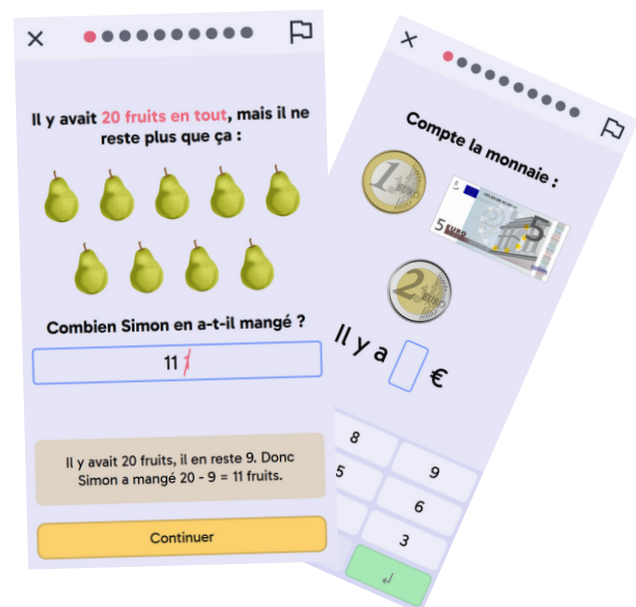 Il y avait 20 fruits en tout, mais il ne
reste plus que ça :
Combien Simon en a-t-il mangé ?
11
Il y avait 20 fruits, il en reste 9. Donc
Simon a mangé 20 - 9 = 11 fruits.
Continuer
Compte la monnaie :
1 EURO
5
5 EURO
5
2 EURO
Il y a €
8
9
5
6
3